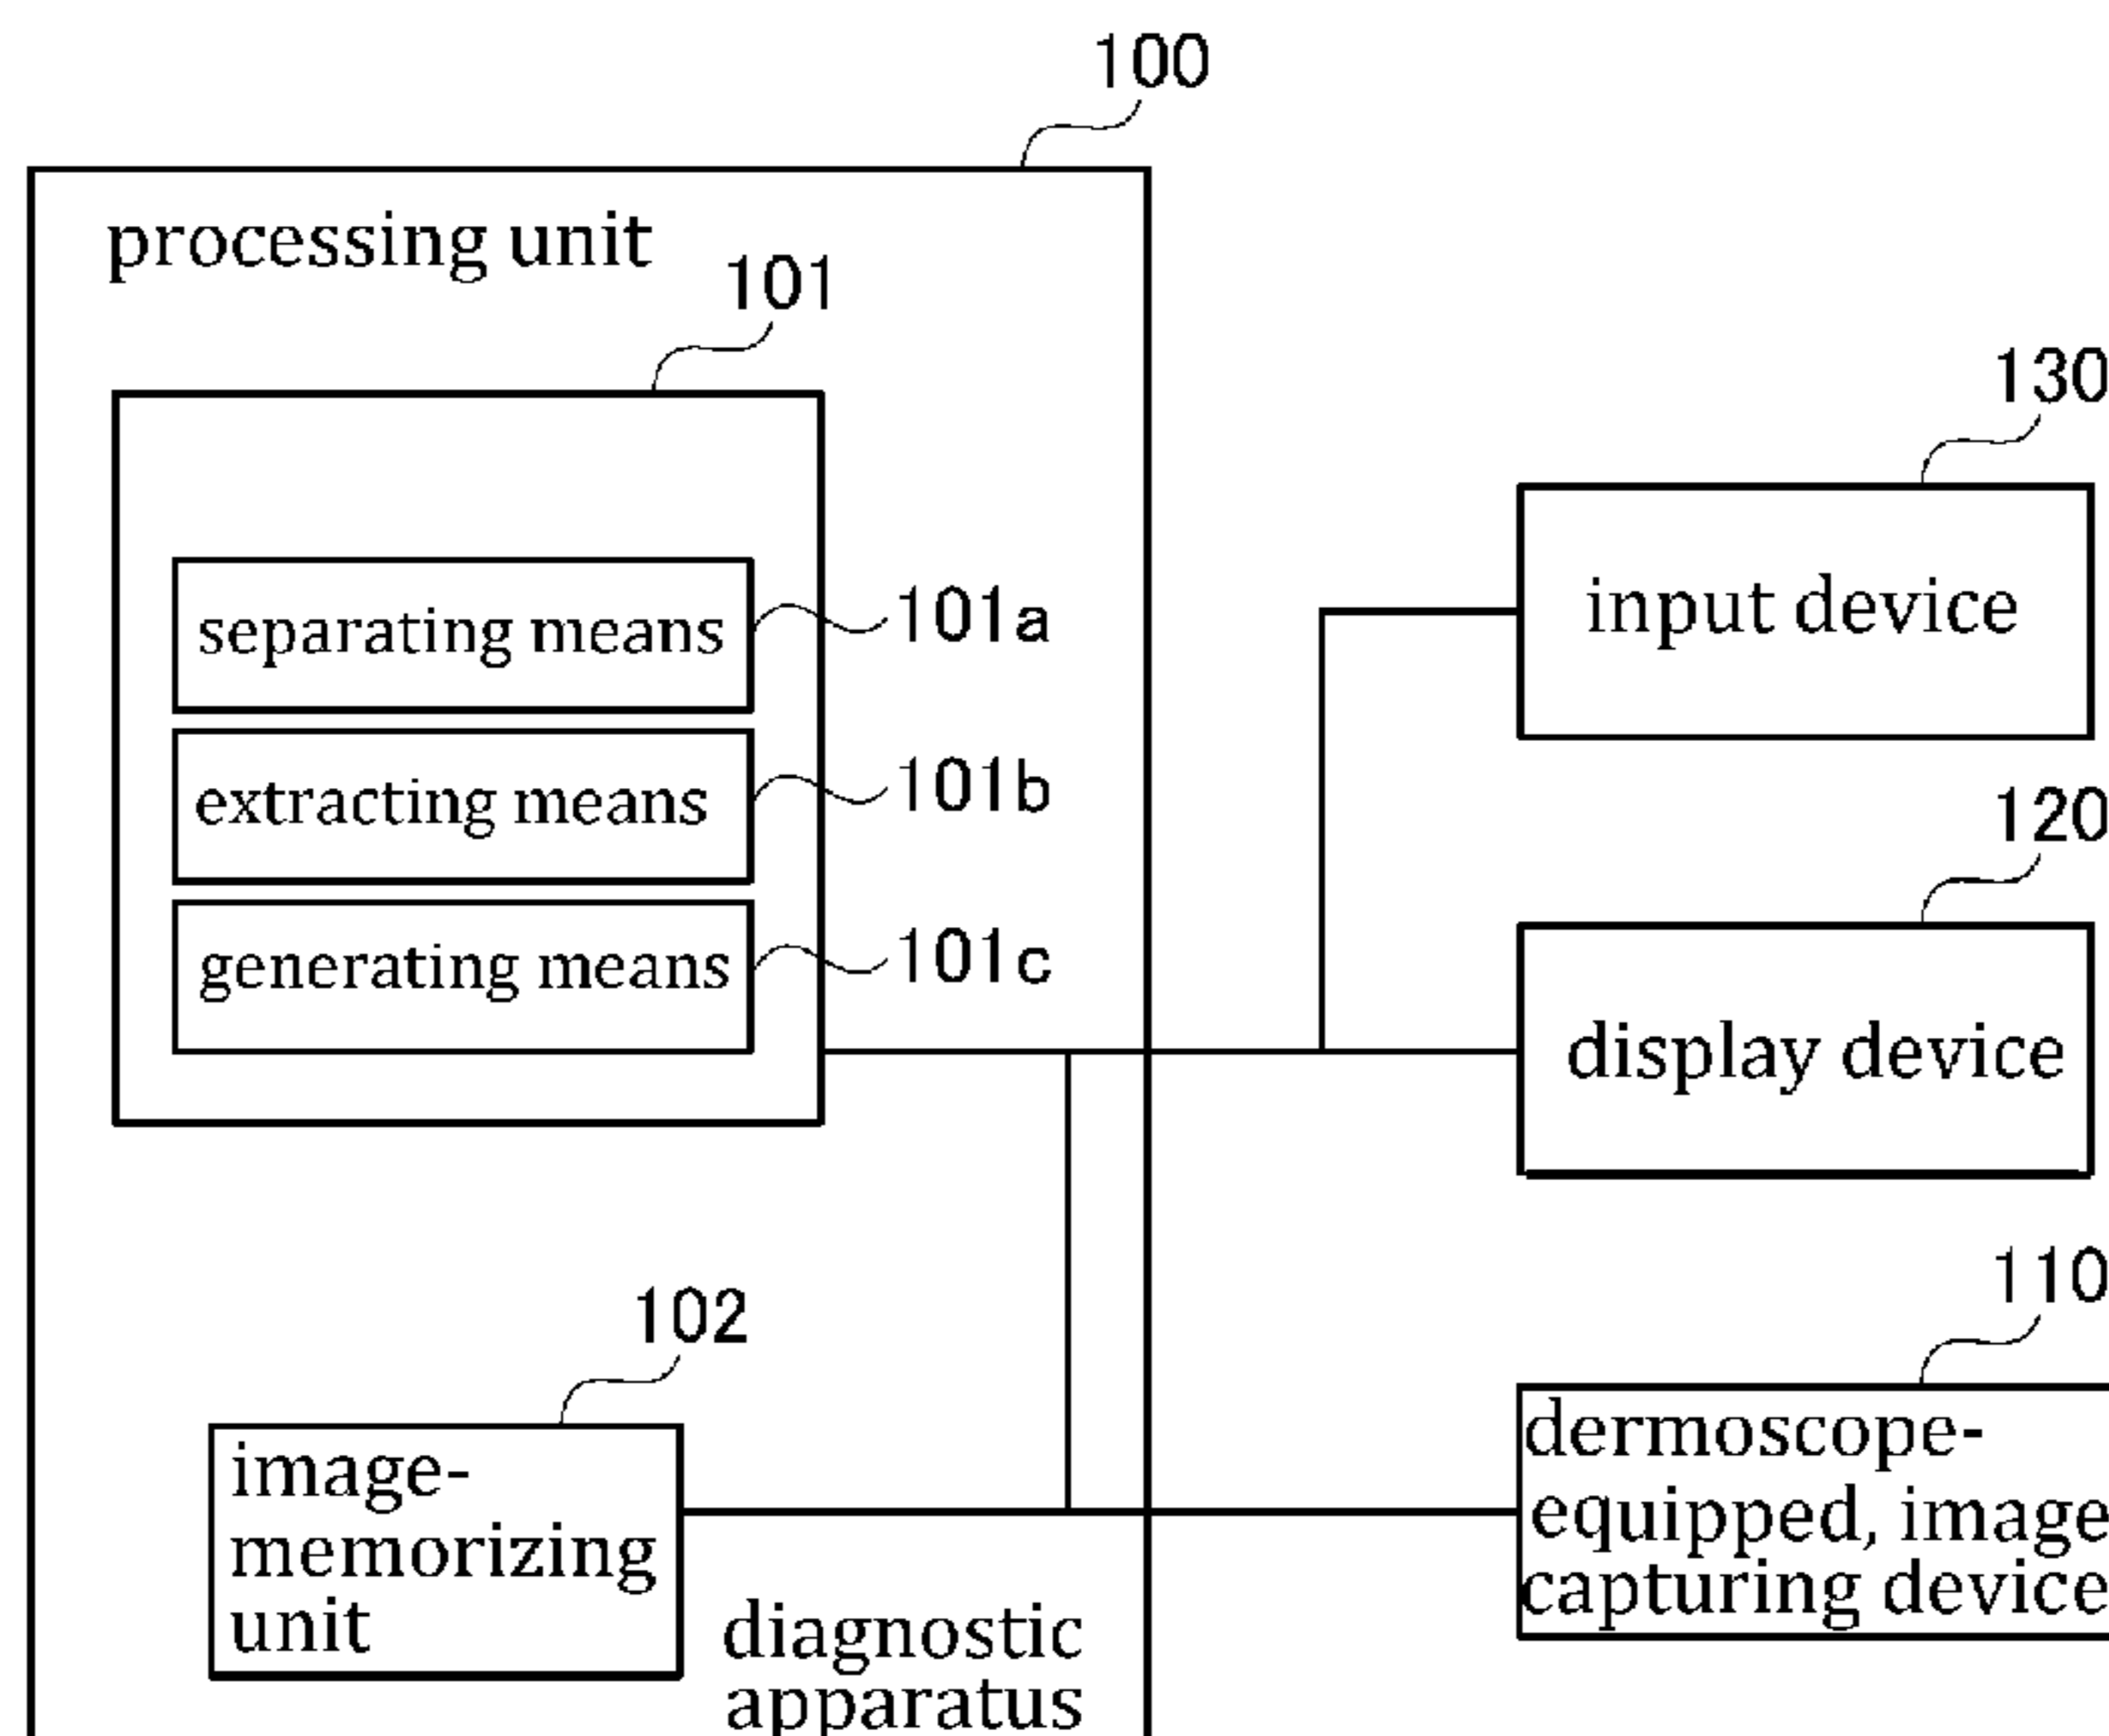 100
processing unit
101
130
separating means
101a
input device
extracting means
101b
120
generating means
101c
display device
110
102
dermoscope-
equipped, image
capturing device
image-
memorizing
unit
diagnostic
apparatus